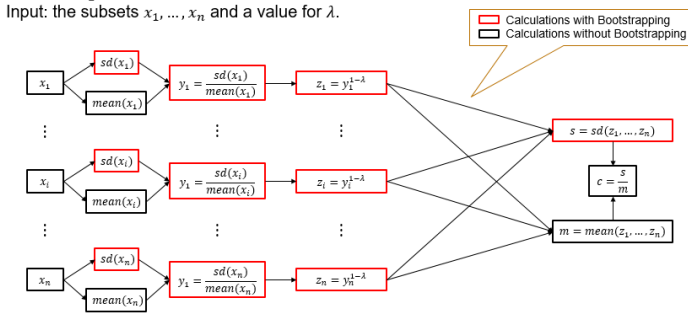 Input: the subsets 𝑥₁, ..., 𝑥ₙ and a value for 𝜆.
Calculations with Bootstrapping
Calculations without Bootstrapping
𝑥₁
𝑠𝑑(𝑥₁)
𝑚𝑒𝑎𝑛(𝑥₁)
𝑦₁ = 𝑠𝑑(𝑥₁) / 𝑚𝑒𝑎𝑛(𝑥₁)
𝑧₁ = 𝑦₁^{1−𝜆}
⋮ ⋮ ⋮
𝑥ᵢ
𝑠𝑑(𝑥ᵢ)
𝑚𝑒𝑎𝑛(𝑥ᵢ)
𝑦₁ = 𝑠𝑑(𝑥ᵢ) / 𝑚𝑒𝑎𝑛(𝑥ᵢ)
𝑧ᵢ = 𝑦ᵢ^{1−𝜆}
⋮ ⋮ ⋮
𝑥ₙ
𝑠𝑑(𝑥ₙ)
𝑚𝑒𝑎𝑛(𝑥ₙ)
𝑦₁ = 𝑠𝑑(𝑥ₙ) / 𝑚𝑒𝑎𝑛(𝑥ₙ)
𝑧ₙ = 𝑦ₙ^{1−𝜆}
𝑠 = 𝑠𝑑(𝑧₁, ..., 𝑧ₙ)
𝑐 = 𝑠 / 𝑚
𝑚 = 𝑚𝑒𝑎𝑛(𝑧₁, ..., 𝑧ₙ)